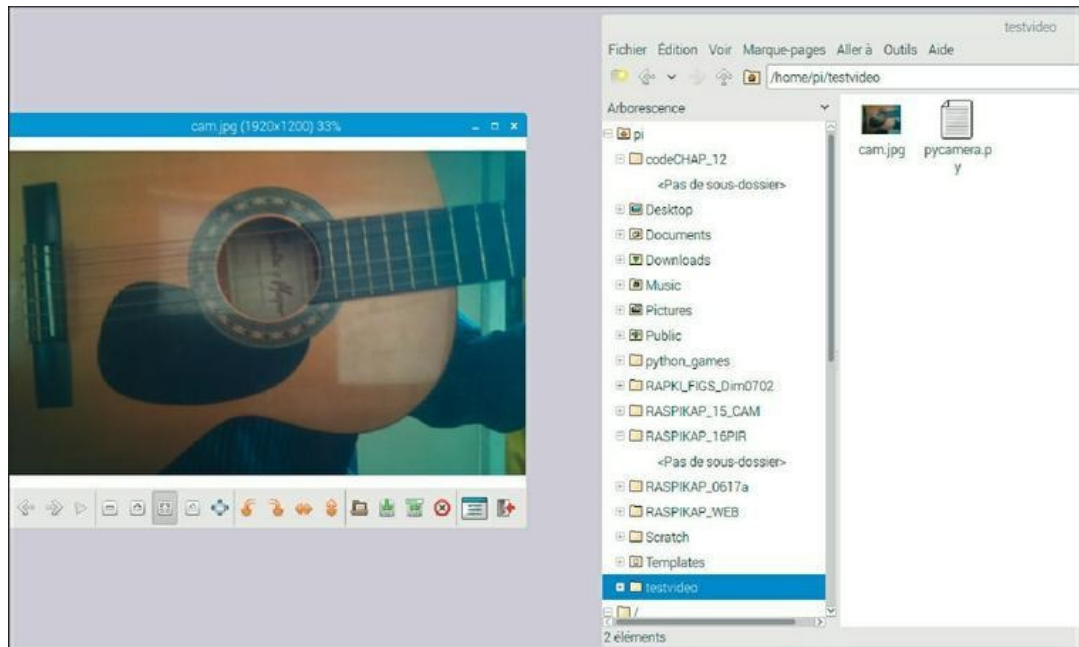 cam.jpg (1920x1200) 33%
testvideo
Fichier Édition Voir Marque-pages Aller à Outils Aide
/home/pi/testvideo
Arborescence
pi
codeCHAP_12
<Pas de sous-dossier>
Desktop
Documents
Downloads
Music
Pictures
Public
python_games
RAPKI_FIGS_Dim0702
RASPIKAP_15_CAM
RASPIKAP_16PIR
<Pas de sous-dossier>
RASPIKAP_0617a
RASPIKAP_WEB
Scratch
Templates
testvideo
/
2 éléments
cam.jpg
pycamera.p
y